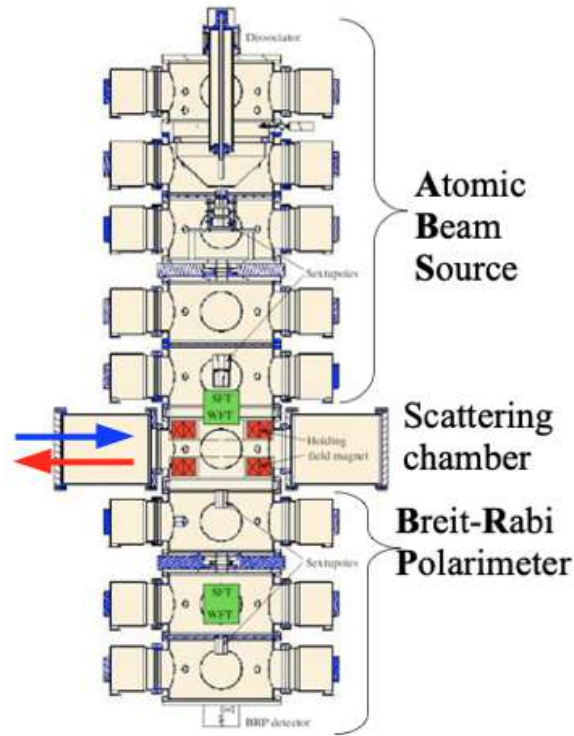 Dissociator
Atomic
Beam
Source
Sextupoles
SFT
WFT
Holding
field magnet
Scattering
chamber
Breit-Rabi
Polarimeter
Sextupoles
SFT
WFT
BRP detector